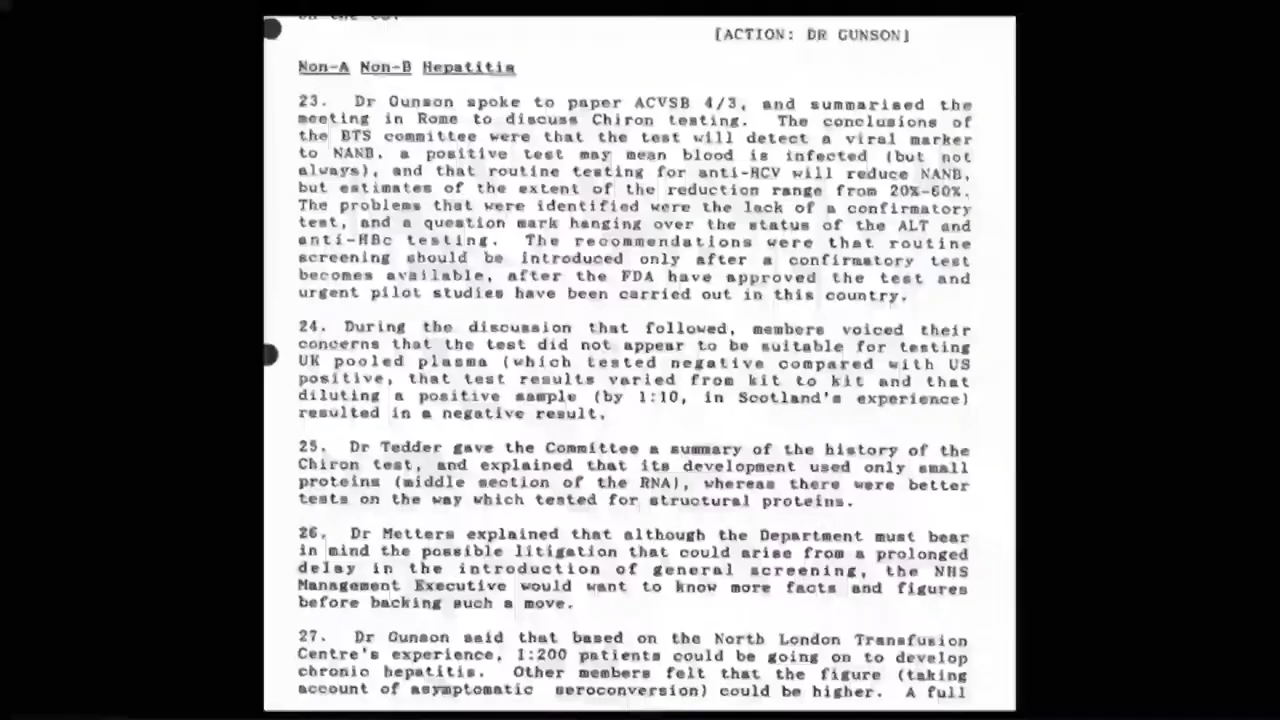 [ACTION: DR GUNSON]
Non-A Non-B Hepatitis
23. Dr Gunson spoke to paper ACVSB 4/3, and summarised the
meeting in Rome to discuss Chiron testing. The conclusions of
the BTS committee were that the test will detect a viral marker
to NANB, a positive test may mean blood is infected (but not
always), and that routine testing for anti-HCV will reduce NANB,
but estimates of the extent of the reduction range from 20%-60%.
The problems that were identified were the lack of a confirmatory
test, and a question mark hanging over the status of the ALT and
anti-HBc testing. The recommendations were that routine
screening should be introduced only after a confirmatory test
becomes available, after the FDA have approved the test and
urgent pilot studies have been carried out in this country.
24. During the discussion that followed, members voiced their
concerns that the test did not appear to be suitable for testing
UK pooled plasma (which tested negative compared with US
positive, that test results varied from kit to kit and that
diluting a positive sample (by 1:10, in Scotland's experience)
resulted in a negative result.
25. Dr Tedder gave the Committee a summary of the history of the
Chiron test, and explained that its development used only small
proteins (middle section of the RNA), whereas there were better
tests on the way which tested for structural proteins.
26. Dr Metters explained that although the Department must bear
in mind the possible litigation that could arise from a prolonged
delay in the introduction of general screening, the NHS
Management Executive would want to know more facts and figures
before backing such a move.
27. Dr Gunson said that based on the North London Transfusion
Centre's experience, 1:200 patients could be going on to develop
chronic hepatitis. Other members felt that the figure (taking
account of asymptomatic seroconversion) could be higher. A full